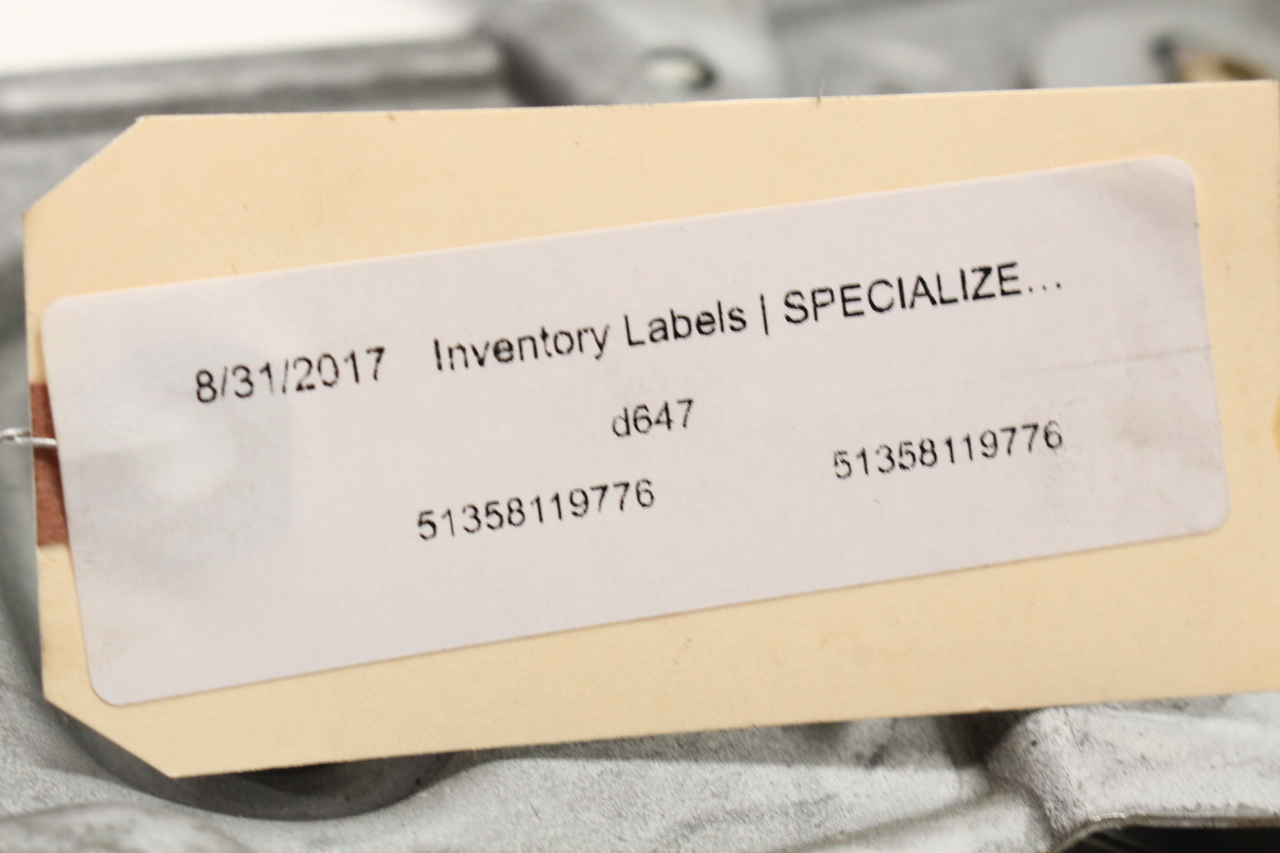 8/31/2017 Inventory Labels | SPECIALIZE...
d647
51358119776 51358119776